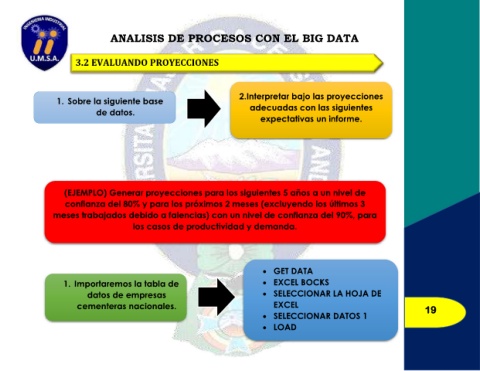 INGENIERIA INDUSTRIAL
U.M.S.A.
ANALISIS DE PROCESOS CON EL BIG DATA
3.2 EVALUANDO PROYECCIONES
1. Sobre la siguiente base
de datos.
2.Interpretar bajo las proyecciones
adecuadas con las siguientes
expectativas un informe.
(EJEMPLO) Generar proyecciones para los siguientes 5 años a un nivel de
confianza del 80% y para los próximos 2 meses (excluyendo los últimas 3
meses trabajados debido a latencias) con un nivel de confianza del 90%, para
los casos de productividad y demanda.
1. Importaremos la tabla de
datos de empresas
cementeras nacionales.
• GET DATA
• EXCEL BOCKS
• SELECCIONAR LA HOJA DE
EXCEL
• SELECCIONAR DATOS 1
• LOAD
19